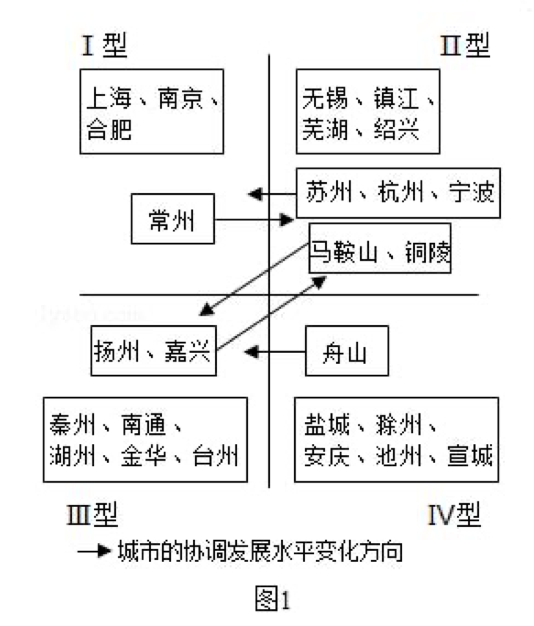 Ⅰ型
Ⅱ型
上海、南京、
合肥
无锡、镇江、
芜湖、绍兴
苏州、杭州、宁波
常州
马鞍山、铜陵
扬州、嘉兴
舟山
秦州、南通、
湖州、金华、台州
盐城、滁州、
安庆、池州、宣城
Ⅲ型
Ⅳ型
城市的协调发展水平变化方向
图1